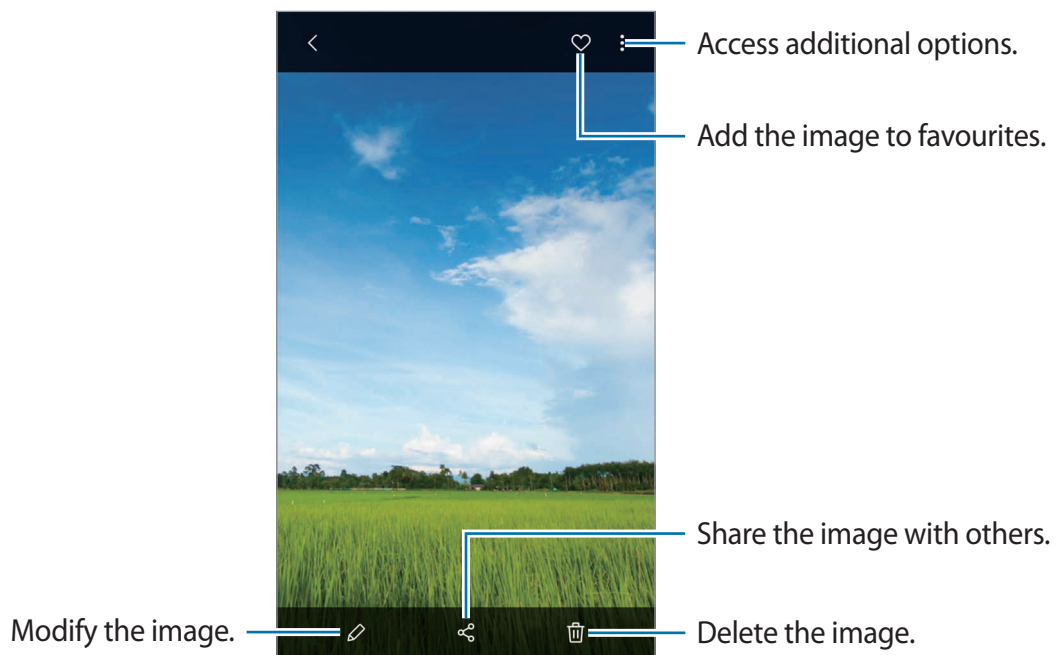 Access additional options.
Add the image to favourites.
Share the image with others.
Modify the image.
Delete the image.